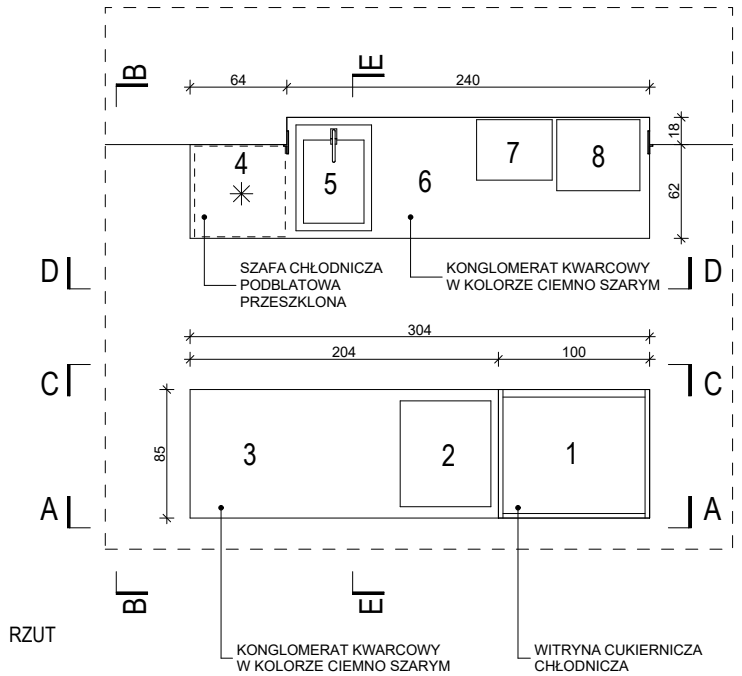 B
E
64
240
18
4
5
6
7
8
62
D
SZAFA CHŁODNICZA
PODBLATOWA
PRZESZKLONA
KONGLOMERAT KWARCOWY
W KOLORZE CIEMNO SZARYM
D
304
204
100
C
C
85
3
2
1
A
A
B
E
RZUT
KONGLOMERAT KWARCOWY
W KOLORZE CIEMNO SZARYM
WITRYNA CUKIERNICZA
CHŁODNICZA